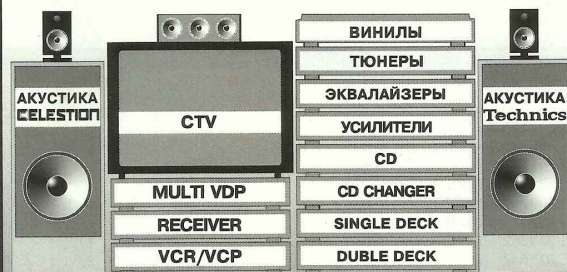 АКУСТИКА
CELESTION
CTV
MULTI VDP
RECEIVER
VCR/VCP
ВИНИЛЫ
ТЮНЕРЫ
ЭКВАЛАЙЗЕРЫ
УСИЛИТЕЛИ
CD
CD CHANGER
SINGLE DECK
DUBLE DECK
АКУСТИКА
Technics